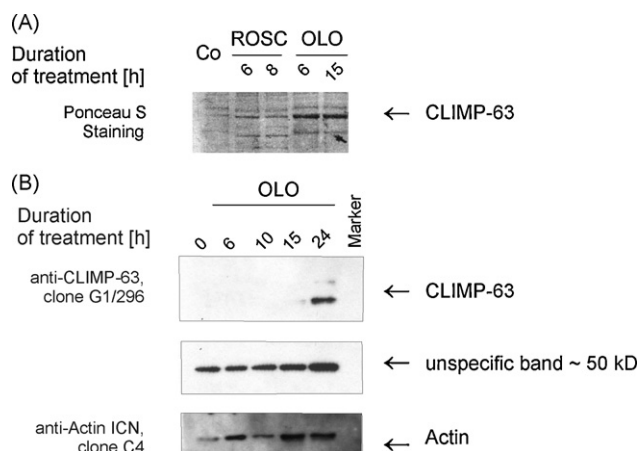 (A)
ROSC OLO
Co
Duration
of treatment [h]
6 8 6 15
Ponceau S
Staining
← CLIMP-63
(B)
OLO
Duration
of treatment [h]
0 6 10 15 24 Marker
anti-CLIMP-63,
clone G1/296
← CLIMP-63
← unspecific band ~ 50 kD
anti-Actin ICN,
clone C4
← Actin